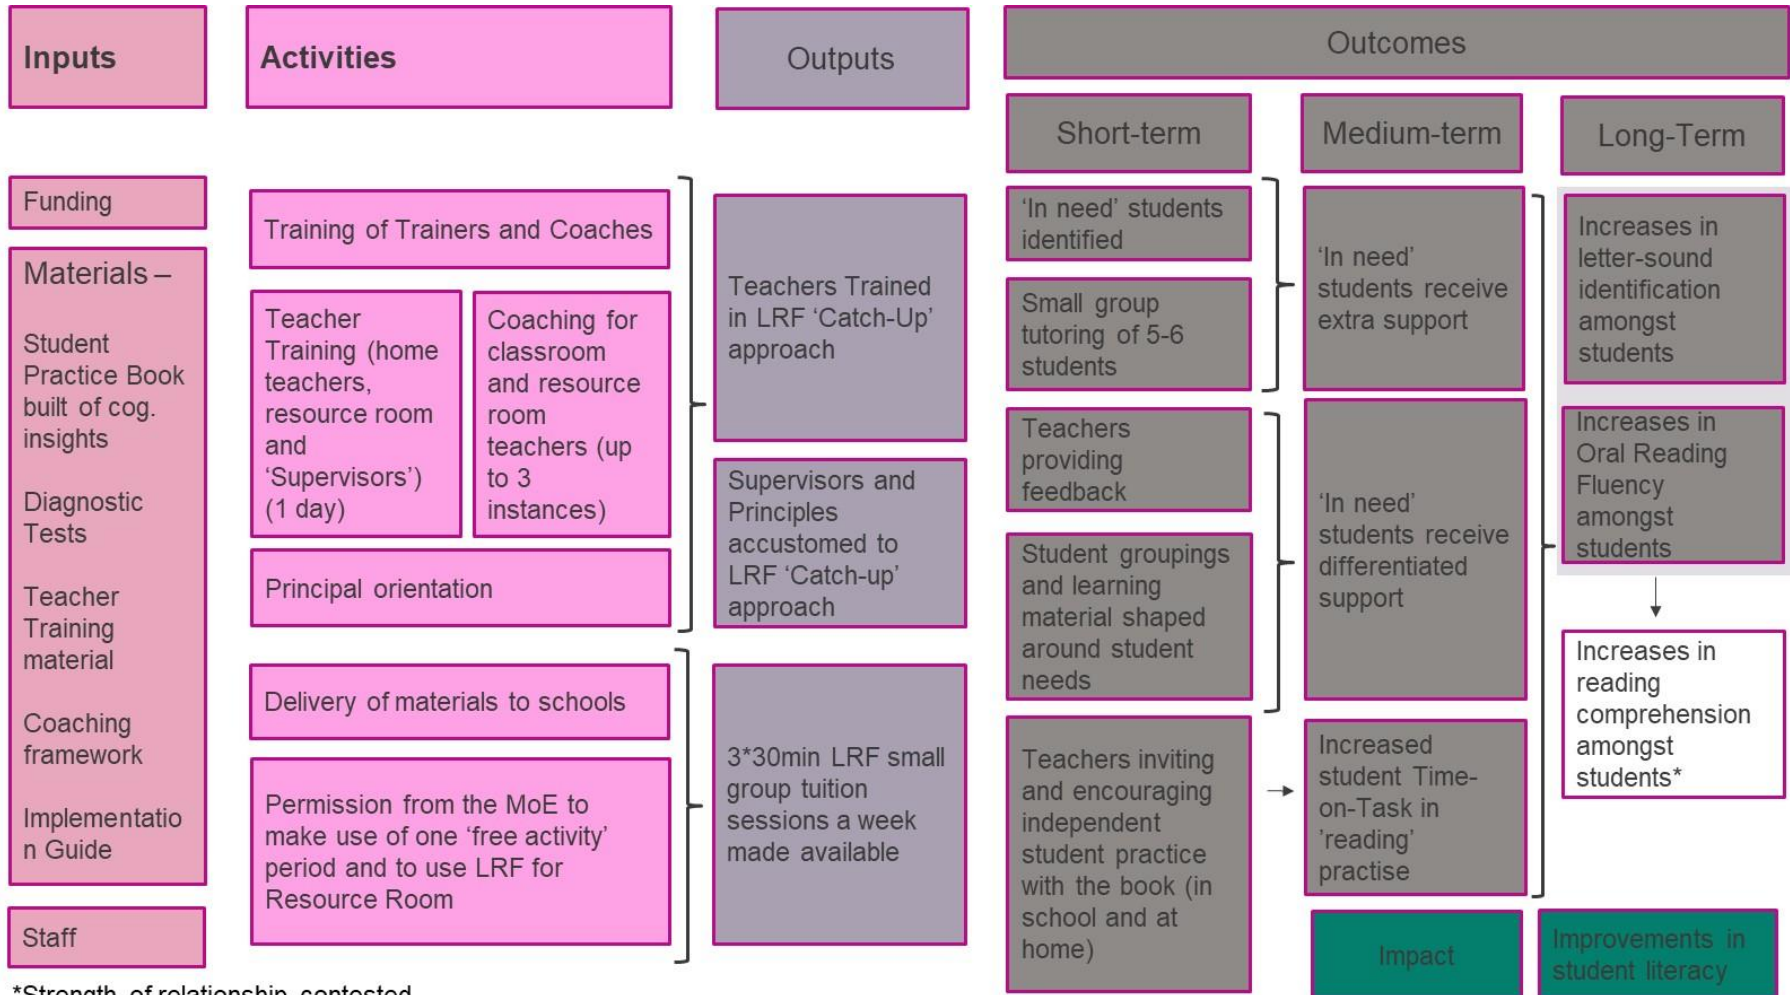 Inputs
Activities
Outputs
Outcomes
Short-term
Medium-term
Long-Term
Funding
Materials –
Student
Practice Book
built of cog.
insights
Diagnostic
Tests
Teacher
Training
material
Coaching
framework
Implementatio
n Guide
Staff
Training of Trainers and Coaches
Teacher
Training (home
teachers,
resource room
and
‘Supervisors’)
(1 day)
Coaching for
classroom
and resource
room
teachers (up
to 3
instances)
Principal orientation
Delivery of materials to schools
Permission from the MoE to
make use of one ‘free activity’
period and to use LRF for
Resource Room
Teachers Trained
in LRF ‘Catch-Up’
approach
Supervisors and
Principles
accustomed to
LRF ‘Catch-up’
approach
3*30min LRF small
group tuition
sessions a week
made available
‘In need’ students
identified
Small group
tutoring of 5-6
students
Teachers
providing
feedback
Student groupings
and learning
material shaped
around student
needs
Teachers inviting
and encouraging
independent
student practice
with the book (in
school and at
home)
‘In need’
students receive
extra support
‘In need’
students receive
differentiated
support
Increased
student Time-
on-Task in
’reading’
practise
Increases in
letter-sound
identification
amongst
students
Increases in
Oral Reading
Fluency
amongst
students
Increases in
reading
comprehension
amongst
students*
Impact
Improvements in
student literacy
*Strength of relationship contested